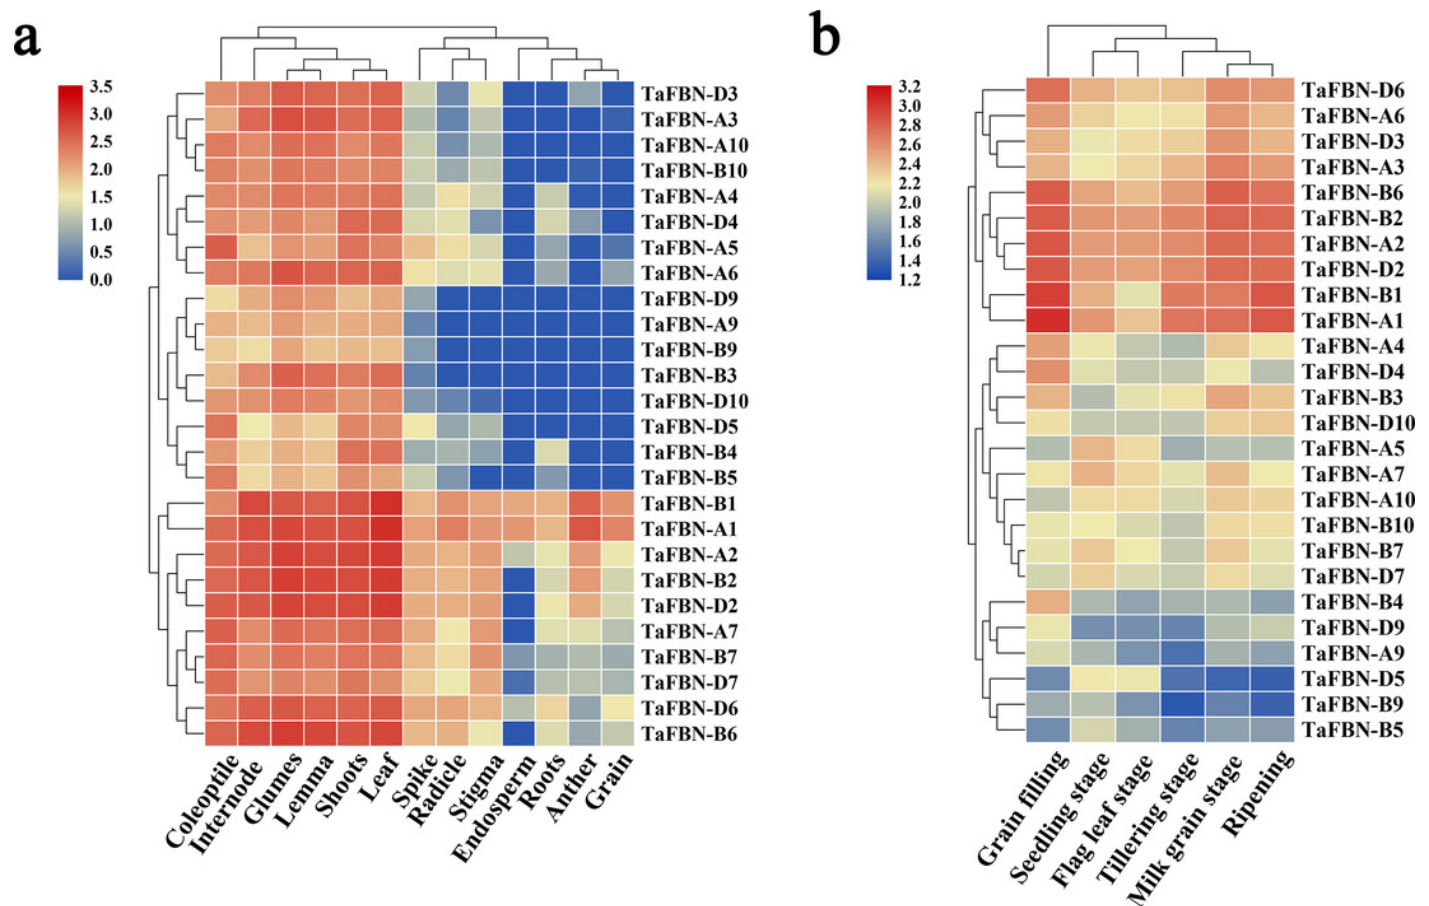 a
3.5
3.0
2.5
2.0
1.5
1.0
0.5
0.0
TaFBN-D3
TaFBN-A3
TaFBN-A10
TaFBN-B10
TaFBN-A4
TaFBN-D4
TaFBN-A5
TaFBN-A6
TaFBN-D9
TaFBN-A9
TaFBN-B9
TaFBN-B3
TaFBN-D10
TaFBN-D5
TaFBN-B4
TaFBN-B5
TaFBN-B1
TaFBN-A1
TaFBN-A2
TaFBN-B2
TaFBN-D2
TaFBN-A7
TaFBN-B7
TaFBN-D7
TaFBN-D6
TaFBN-B6
Coleoptile
Internode
Glumes
Lemma
Shoots
Leaf
Spike
Radicle
Stigma
Endosperm
Roots
Anther
Grain
b
3.2
3.0
2.8
2.6
2.4
2.2
2.0
1.8
1.6
1.4
1.2
TaFBN-D6
TaFBN-A6
TaFBN-D3
TaFBN-A3
TaFBN-B6
TaFBN-B2
TaFBN-A2
TaFBN-D2
TaFBN-B1
TaFBN-A1
TaFBN-A4
TaFBN-D4
TaFBN-B3
TaFBN-D10
TaFBN-A5
TaFBN-A7
TaFBN-A10
TaFBN-B10
TaFBN-B7
TaFBN-D7
TaFBN-B4
TaFBN-D9
TaFBN-A9
TaFBN-D5
TaFBN-B9
TaFBN-B5
Grain filling
Seedling stage
Flag leaf stage
Tillering stage
Milk grain stage
Ripening